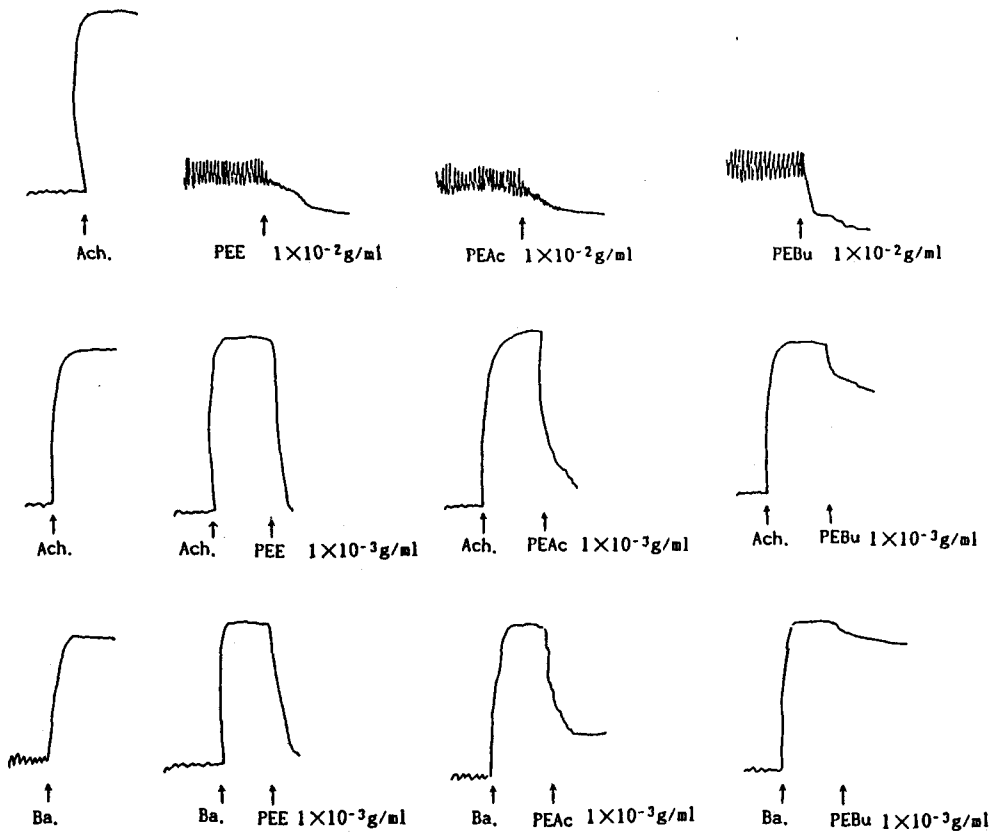 Ach. PEE 1×10⁻²g/ml PEAc 1×10⁻²g/ml PEBu 1×10⁻²g/ml
Ach. Ach. PEE 1×10⁻³g/ml Ach. PEAc 1×10⁻³g/ml Ach. PEBu 1×10⁻³g/ml
Ba. Ba. PEE 1×10⁻³g/ml Ba. PEAc 1×10⁻³g/ml Ba. PEBu 1×10⁻³g/ml